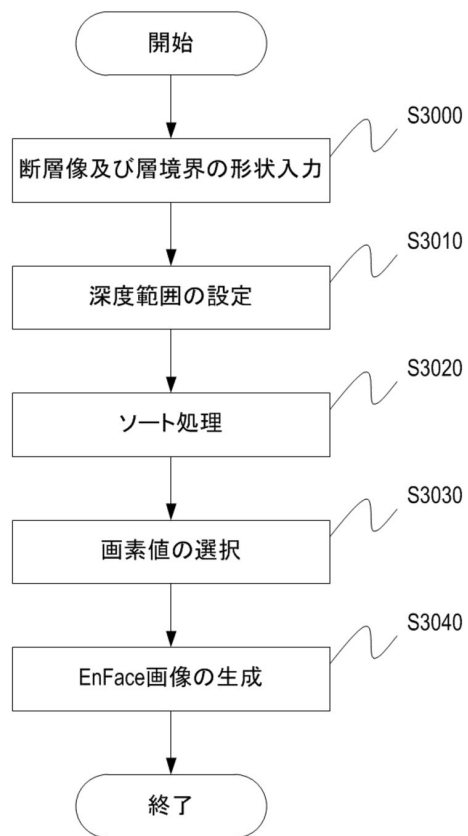 開始
S3000
断層像及び層境界の形状入力
S3010
深度範囲の設定
S3020
ソート処理
S3030
画素値の選択
S3040
EnFace画像の生成
終了